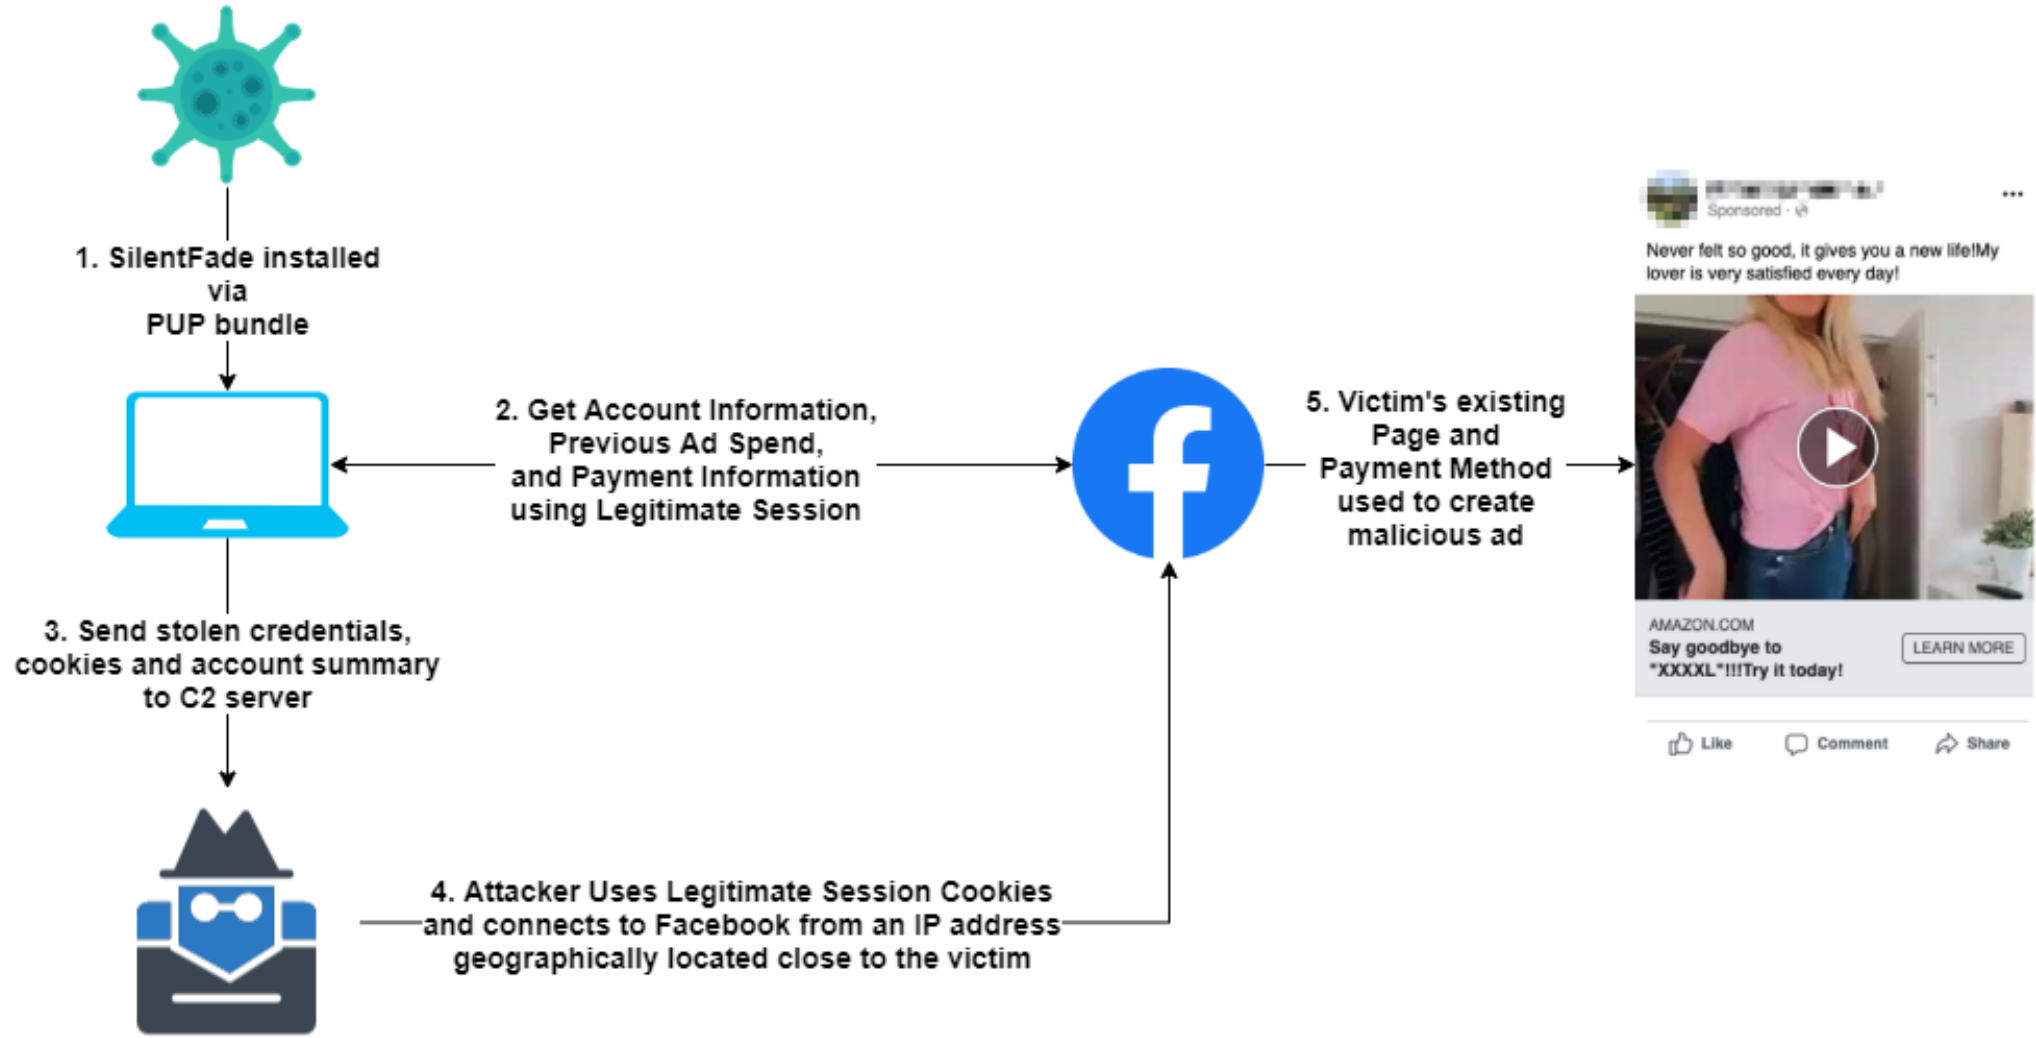 1. SilentFade installed
via
PUP bundle
2. Get Account Information,
Previous Ad Spend,
and Payment Information
using Legitimate Session
3. Send stolen credentials,
cookies and account summary
to C2 server
4. Attacker Uses Legitimate Session Cookies
and connects to Facebook from an IP address
geographically located close to the victim
5. Victim's existing
Page and
Payment Method
used to create
malicious ad
Sponsored ·
Never felt so good, it gives you a new life!My
lover is very satisfied every day!
AMAZON.COM
Say goodbye to
"XXXXL"!!!Try it today!
LEARN MORE
Like
Comment
Share